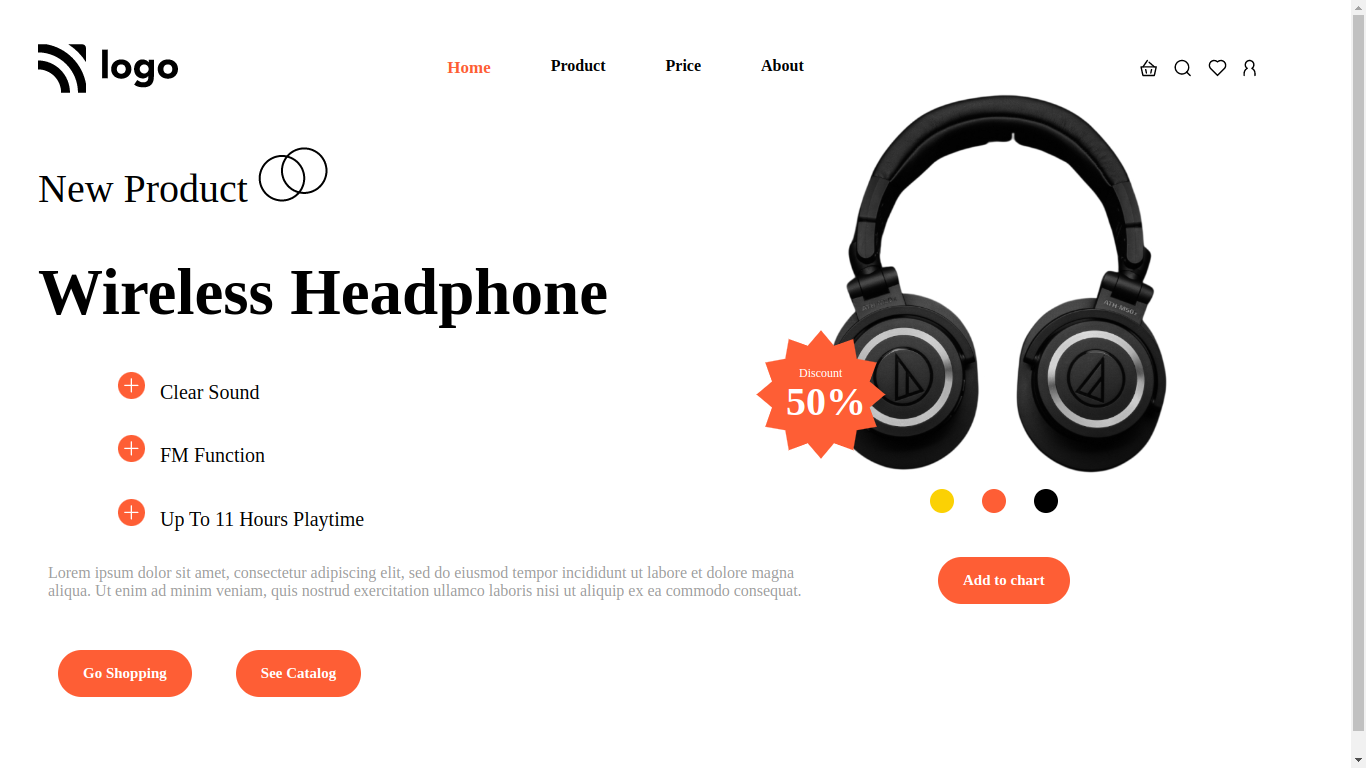 logo
Home
Product
Price
About
New Product
Wireless Headphone
Clear Sound
FM Function
Up To 11 Hours Playtime
Lorem ipsum dolor sit amet, consectetur adipiscing elit, sed do eiusmod tempor incididunt ut labore et dolore magna
aliqua. Ut enim ad minim veniam, quis nostrud exercitation ullamco laboris nisi ut aliquip ex ea commodo consequat.
Go Shopping
See Catalog
Discount
50%
Add to chart